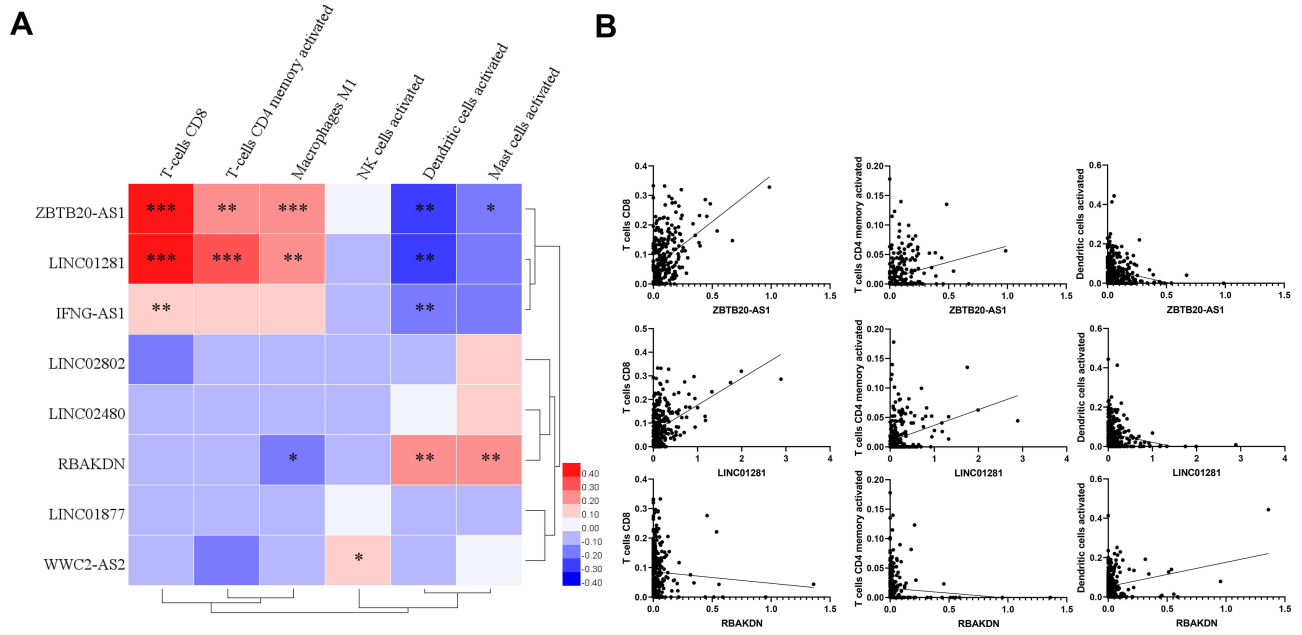 A
B
T-cells CD8
T-cells CD4 memory activated
Macrophages M1
NK cells activated
Dendritic cells activated
Mast cells activated
ZBTB20-AS1
*** ** *** ** *
LINC01281
*** *** ** **
IFNG-AS1
** **
LINC02802
LINC02480
RBAKDN
* ** **
LINC01877
WWC2-AS2
*
0.40
0.30
0.20
0.10
0.00
-0.10
-0.20
-0.30
-0.40
T cells CD8
0.4
0.3
0.2
0.1
0.0
0.0 0.5 1.0 1.5
ZBTB20-AS1
T cells CD4 memory activated
0.20
0.15
0.10
0.05
0.00
0.0 0.5 1.0 1.5
ZBTB20-AS1
Dendritic cells activated
0.6
0.4
0.2
0.0
0.0 0.5 1.0 1.5
ZBTB20-AS1
T cells CD8
0.5
0.4
0.3
0.2
0.1
0.0
0 1 2 3 4
LINC01281
T cells CD4 memory activated
0.20
0.15
0.10
0.05
0.00
0 1 2 3 4
LINC01281
Dendritic cells activated
0.6
0.4
0.2
0.0
0 1 2 3 4
LINC01281
T cells CD8
0.4
0.3
0.2
0.1
0.0
0.0 0.5 1.0 1.5
RBAKDN
T cells CD4 memory activated
0.20
0.15
0.10
0.05
0.00
0.0 0.5 1.0 1.5
RBAKDN
Dendritic cells activated
0.6
0.4
0.2
0.0
0.0 0.5 1.0 1.5
RBAKDN